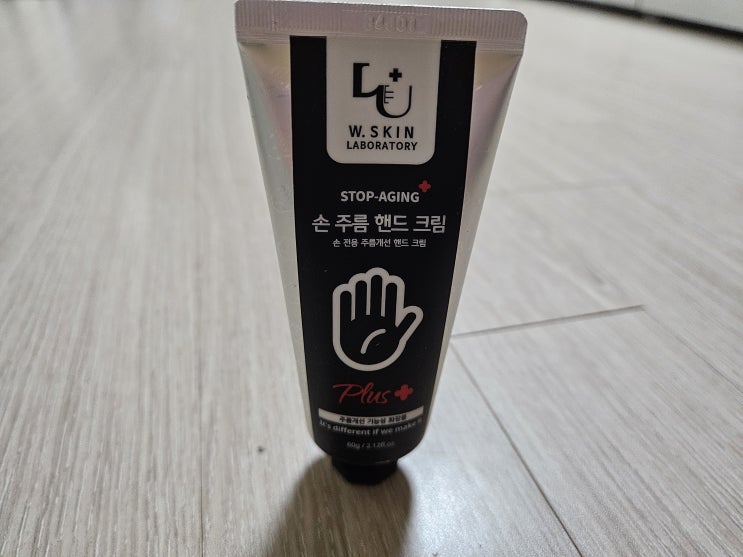 W. SKIN
LABORATORY
STOP-AGING
손 주름 핸드 크림
손 전용 주름개선 핸드 크림
Plus
주름개선 기능성 화장품
It's different if we make it
60g / 2.12fl.oz